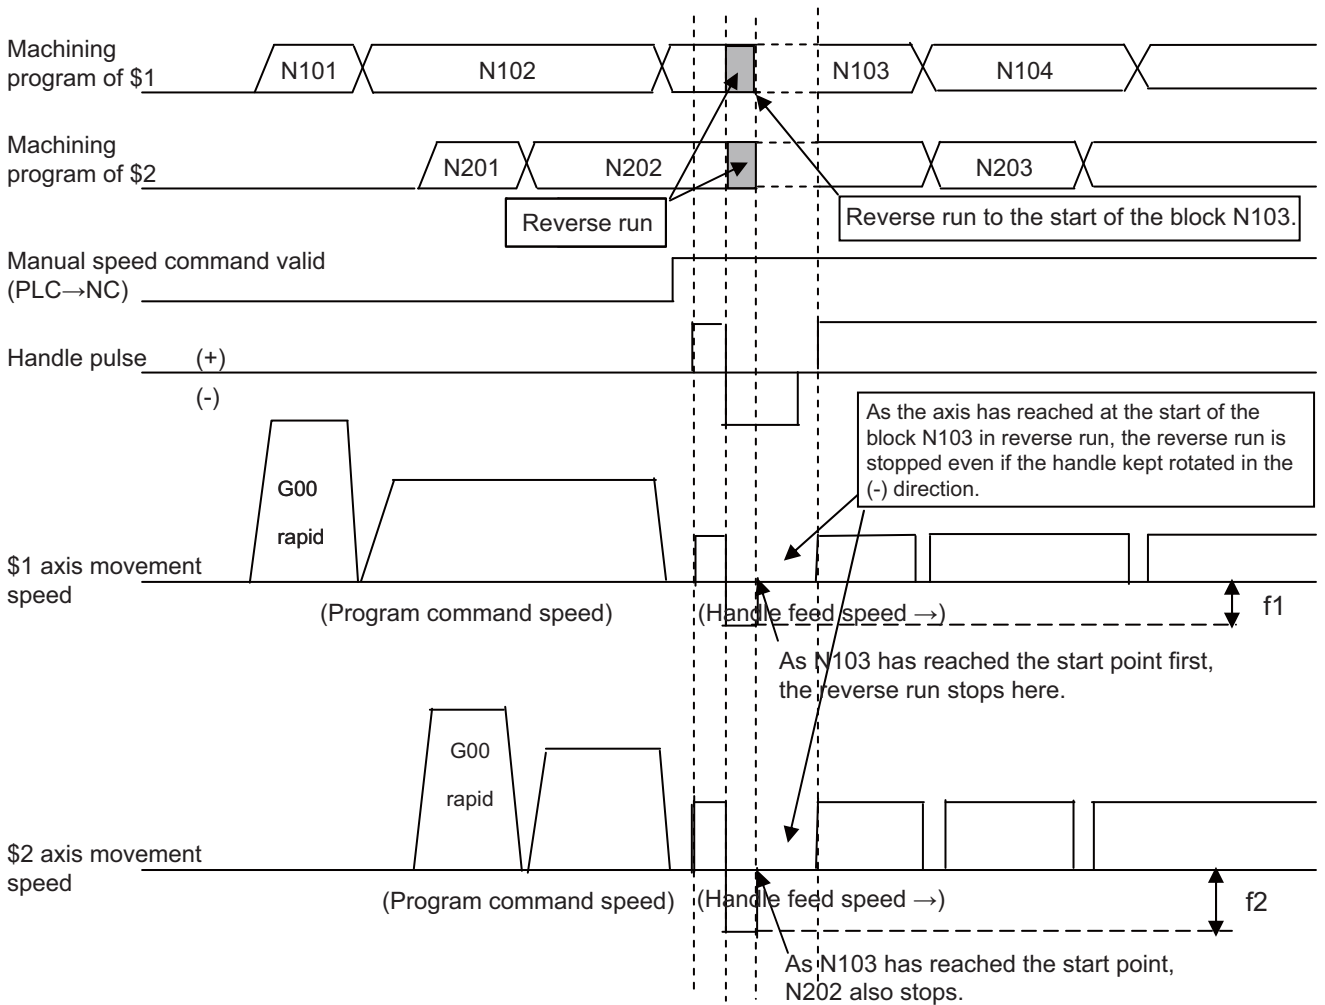 Machining
program of $1
N101
N102
N103
N104
Machining
program of $2
N201
N202
N203
Reverse run
Reverse run to the start of the block N103.
Manual speed command valid
(PLC→NC)
Handle pulse (+)
(-)
As the axis has reached at the start of the
block N103 in reverse run, the reverse run is
stopped even if the handle kept rotated in the
(-) direction.
G00
rapid
$1 axis movement
speed
(Program command speed)
(Handle feed speed →)
f1
As N103 has reached the start point first,
the reverse run stops here.
G00
rapid
$2 axis movement
speed
(Program command speed)
(Handle feed speed →)
f2
As N103 has reached the start point,
N202 also stops.